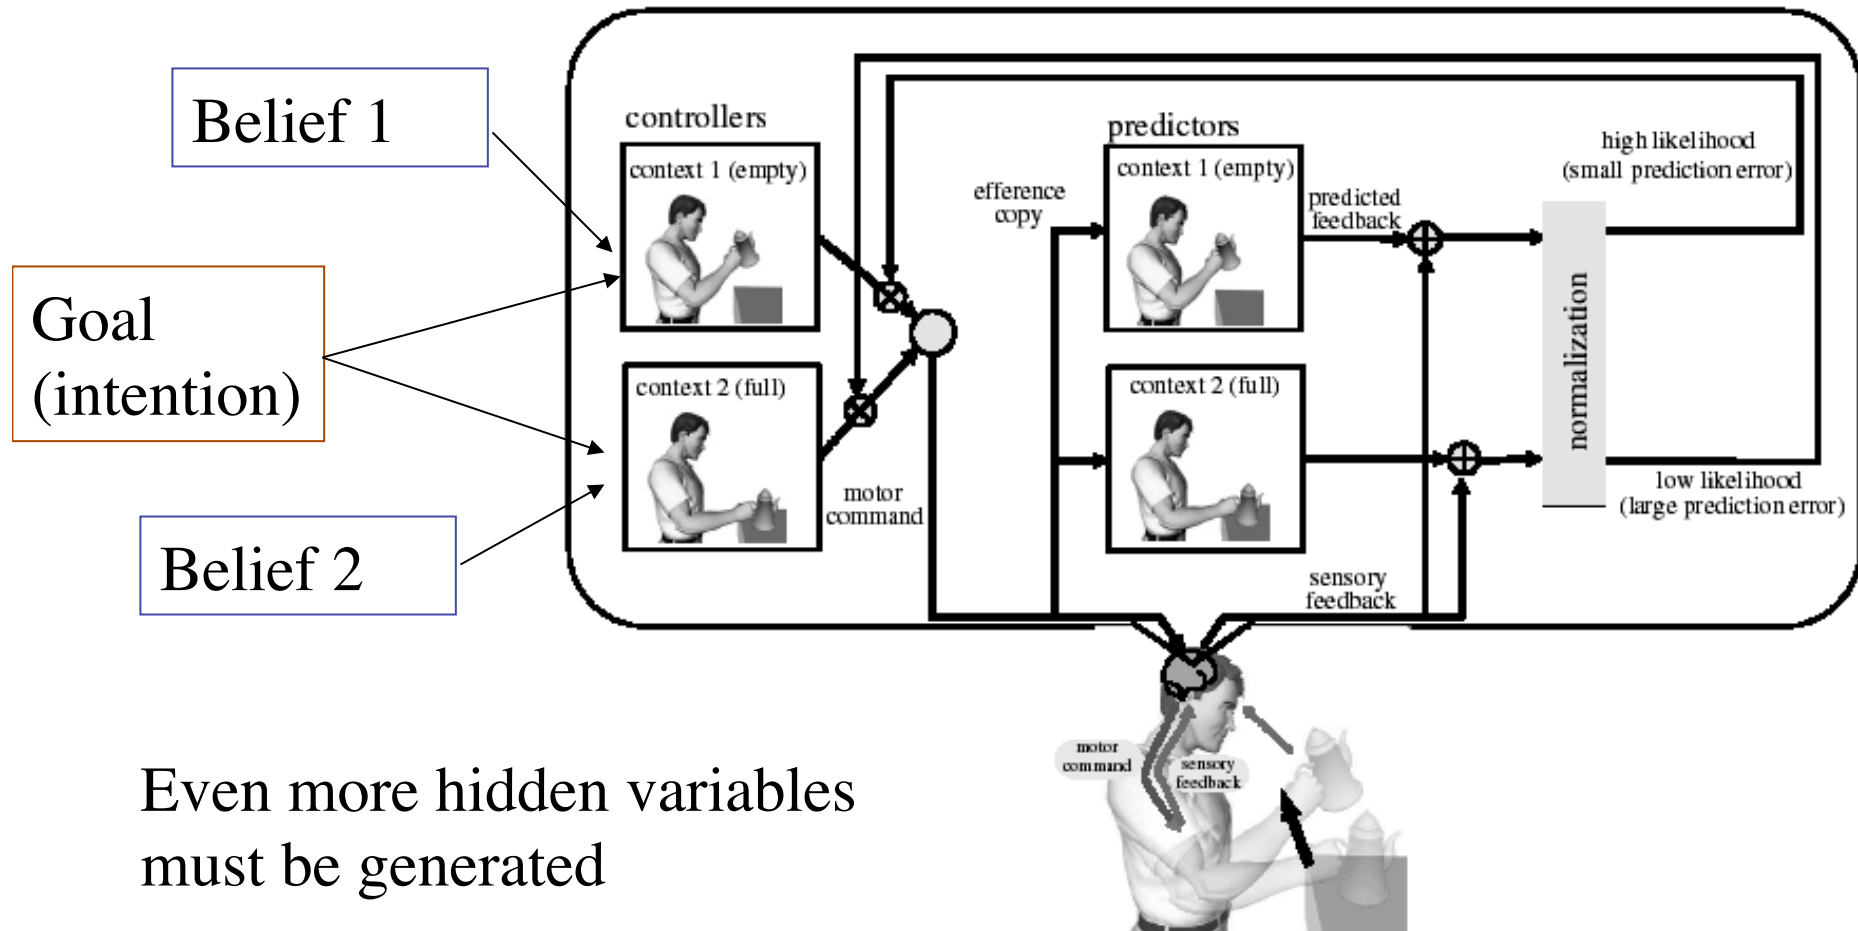 Belief 1
Goal
(intention)
Belief 2
controllers
context 1 (empty)
context 2 (full)
motor
command
efference
copy
predictors
context 1 (empty)
context 2 (full)
predicted
feedback
sensory
feedback
normalization
high likelihood
(small prediction error)
low likelihood
(large prediction error)
motor
command
sensory
feedback
Even more hidden variables
must be generated